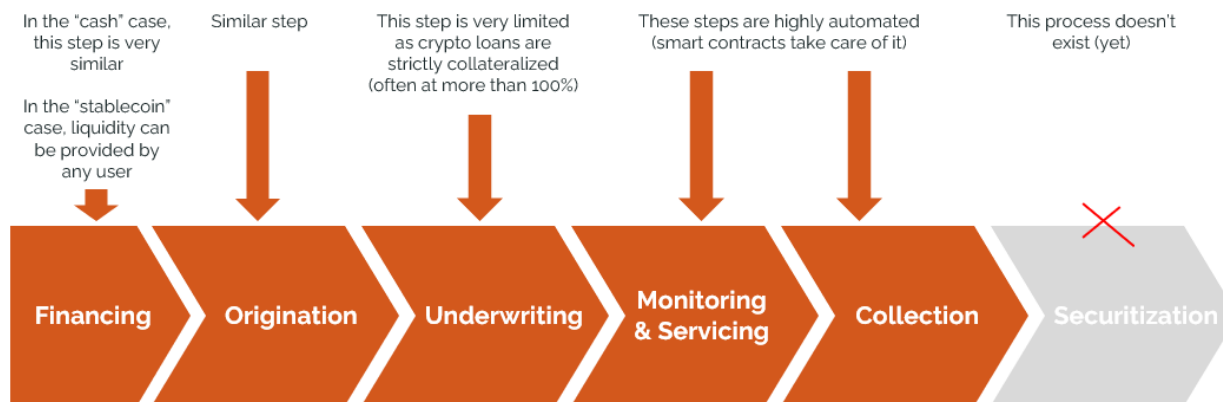 In the “cash” case,
this step is very
similar
In the “stablecoin”
case, liquidity can
be provided by
any user
Similar step
This step is very limited
as crypto loans are
strictly collateralized
(often at more than 100%)
These steps are highly automated
(smart contracts take care of it)
This process doesn’t
exist (yet)
Financing
Origination
Underwriting
Monitoring
& Servicing
Collection
Securitization